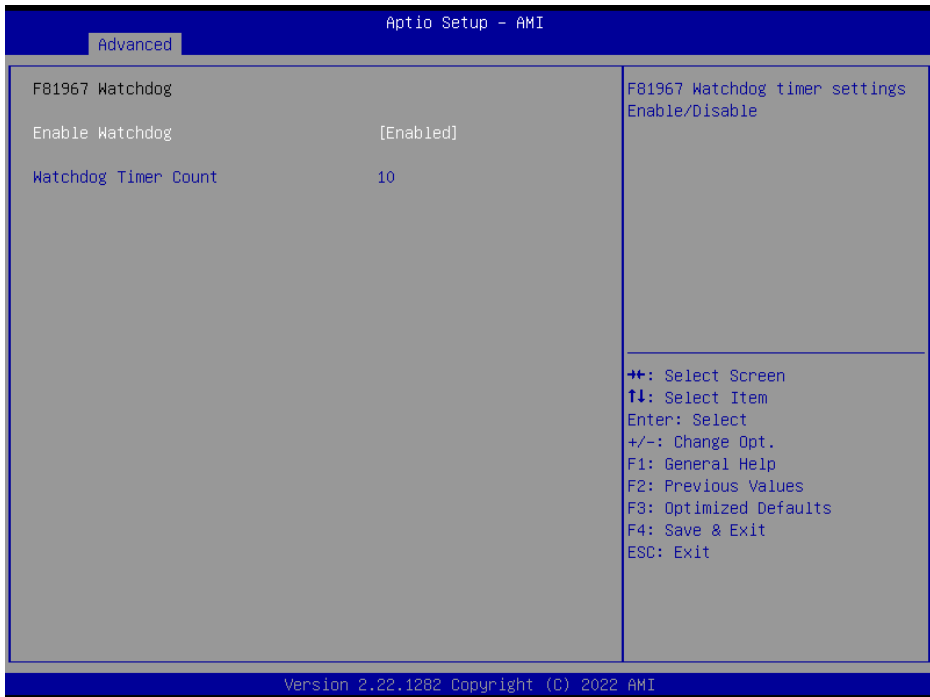 Aptio Setup – AMI
Advanced
F81967 Watchdog
Enable Watchdog [Enabled]
Watchdog Timer Count 10
F81967 Watchdog timer settings
Enable/Disable
→←: Select Screen
↑↓: Select Item
Enter: Select
+/-: Change Opt.
F1: General Help
F2: Previous Values
F3: Optimized Defaults
F4: Save & Exit
ESC: Exit
Version 2.22.1282 Copyright (C) 2022 AMI